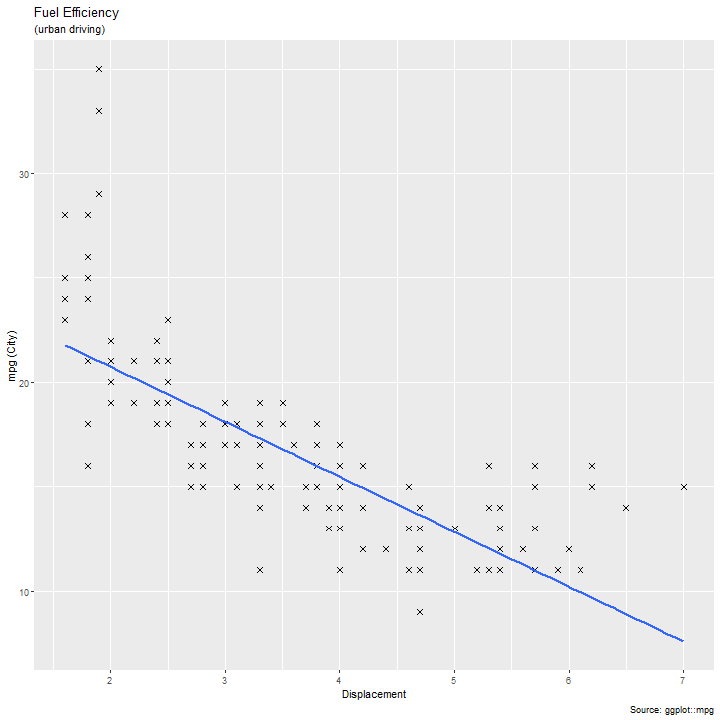 Fuel Efficiency
(urban driving)
mpg (City)
30
20
10
2 3 4 5 6 7
Displacement
Source: ggplot::mpg